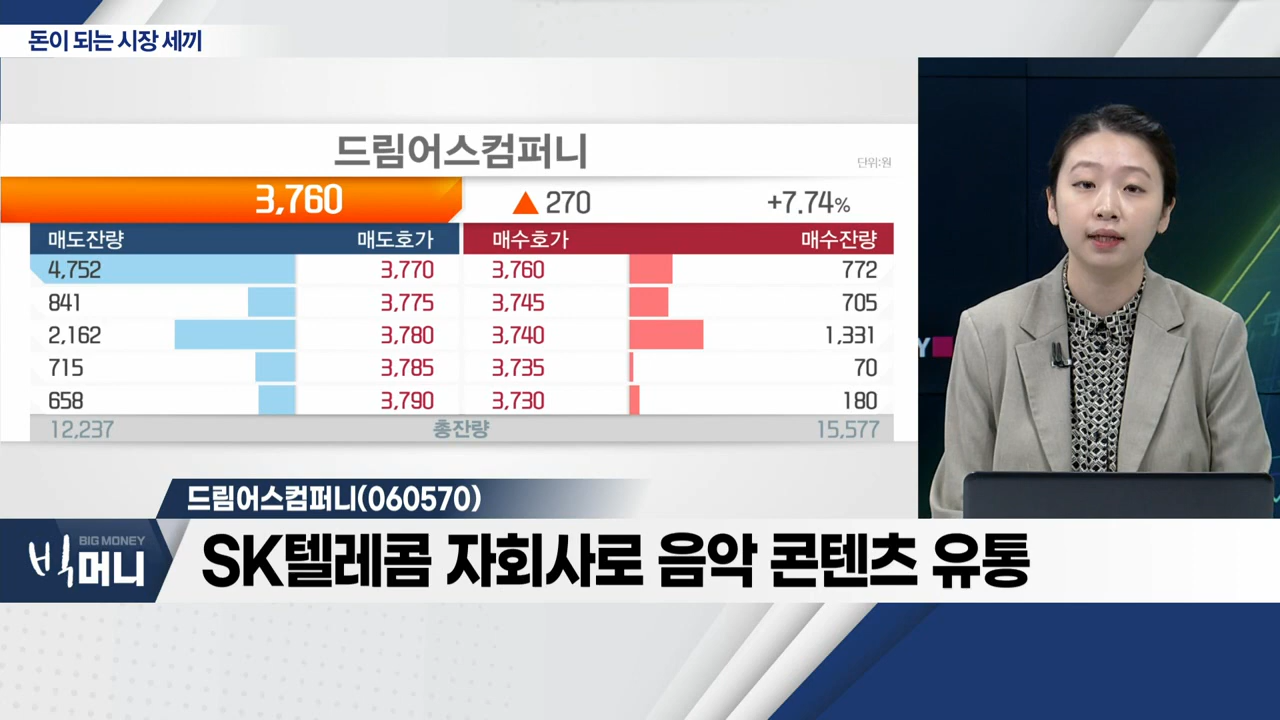 돈이 되는 시장 세끼
드림어스컴퍼니
단위:원
3,760 ▲ 270 +7.74%
매도잔량 매도호가 매수호가 매수잔량
4,752 3,770 3,760 772
841 3,775 3,745 705
2,162 3,780 3,740 1,331
715 3,785 3,735 70
658 3,790 3,730 180
12,237 총잔량 15,577
Y
드림어스컴퍼니(060570)
BIG MONEY
빅머니
SK텔레콤 자회사로 음악 콘텐츠 유통